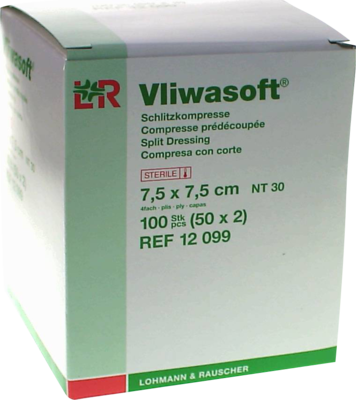 L&R Vliwasoft®
Schlitzkompresse
Compresse prédécoupée
Split Dressing
Compresa con corte
STERILE R
7,5 x 7,5 cm NT 30
4fach - plis - ply - capas
100 Stk pcs (50 x 2)
REF 12 099
LOHMANN & RAUSCHER